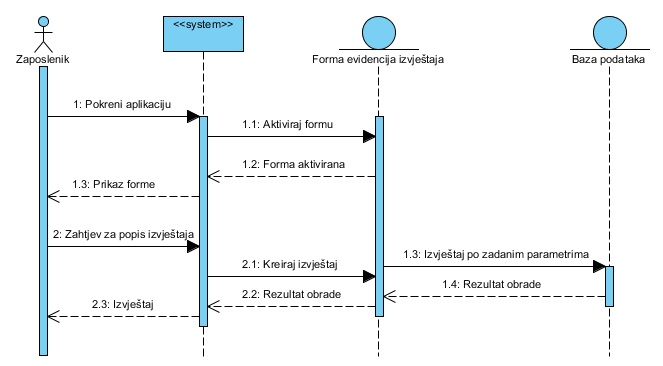 <<system>>
Zaposlenik
Forma evidencija izvještaja
Baza podataka
1: Pokreni aplikaciju
1.1: Aktiviraj formu
1.2: Forma aktivirana
1.3: Prikaz forme
2: Zahtjev za popis izvještaja
1.3: Izvještaj po zadanim parametrima
2.1: Kreiraj izvještaj
1.4: Rezultat obrade
2.2: Rezultat obrade
2.3: Izvještaj